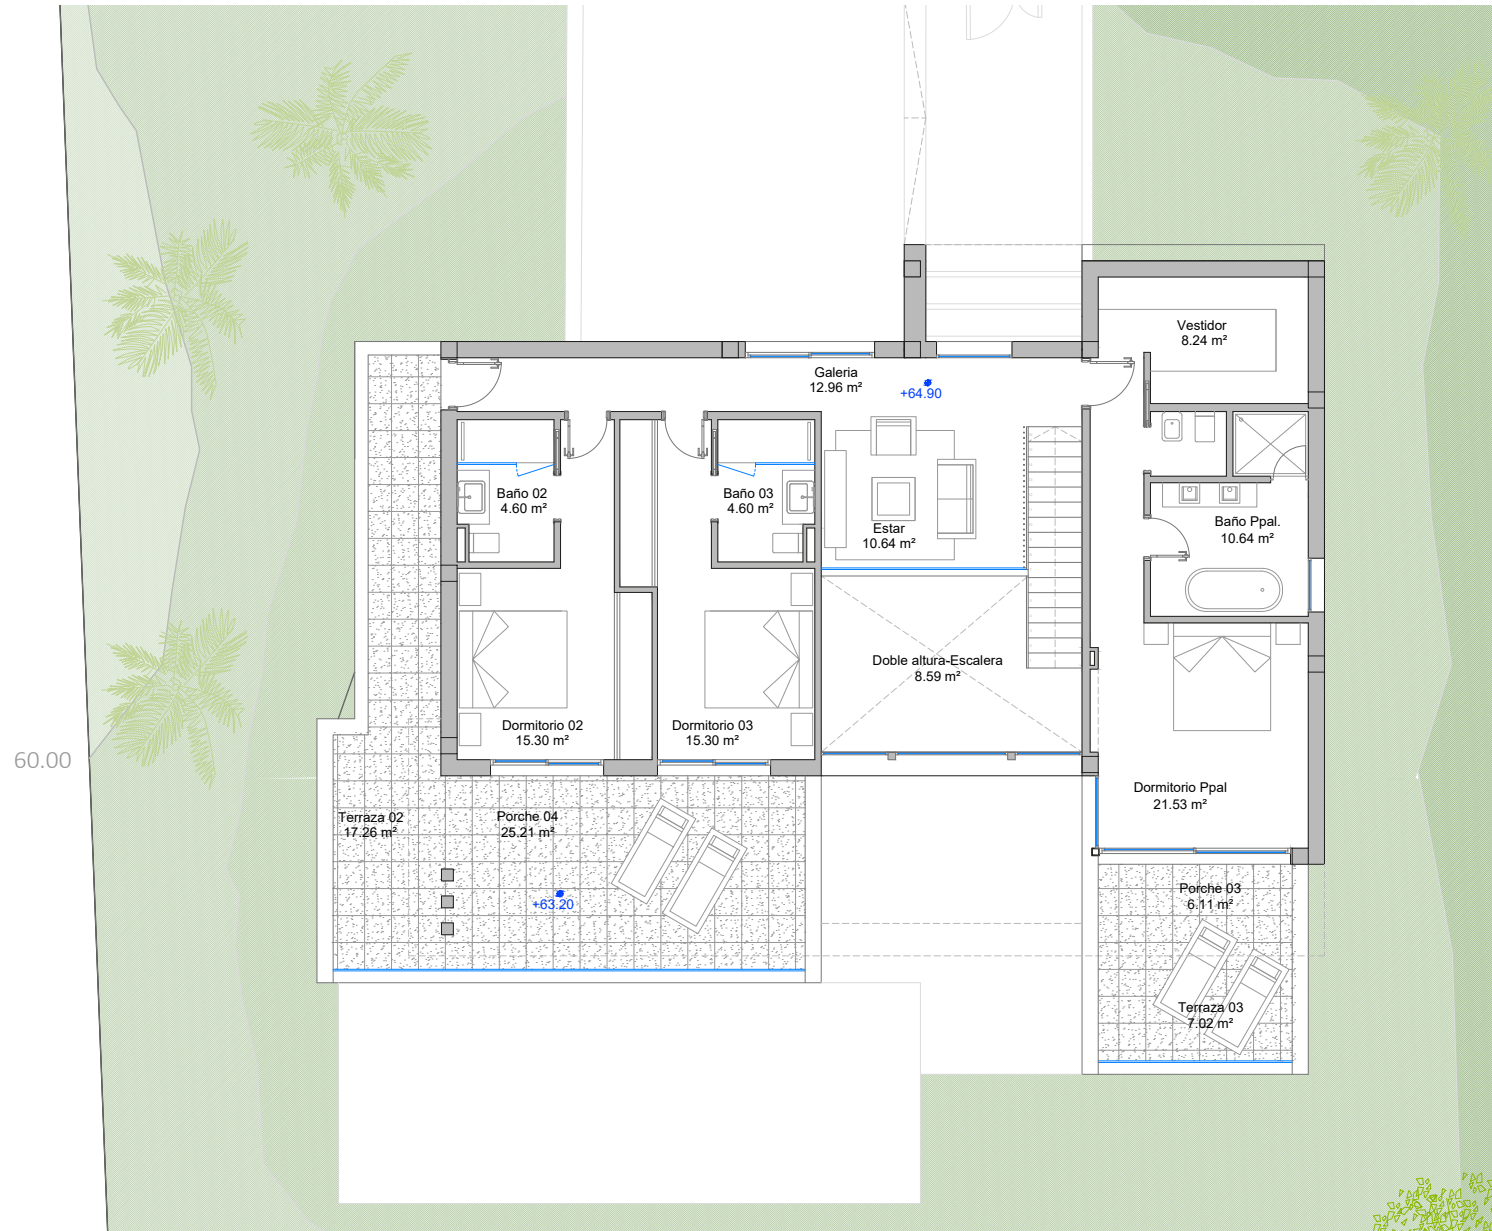 Vestidor
8.24 m²
Galeria
12.96 m²
+64.90
Baño 02
4.60 m²
Baño 03
4.60 m²
Estar
10.64 m²
Baño Ppal.
10.64 m²
Doble altura-Escalera
8.59 m²
Dormitorio 02
15.30 m²
Dormitorio 03
15.30 m²
60.00
Dormitorio Ppal
21.53 m²
Terraza 02
17.26 m²
Porche 04
25.21 m²
+63.20
Porche 03
6.11 m²
Terraza 03
7.02 m²